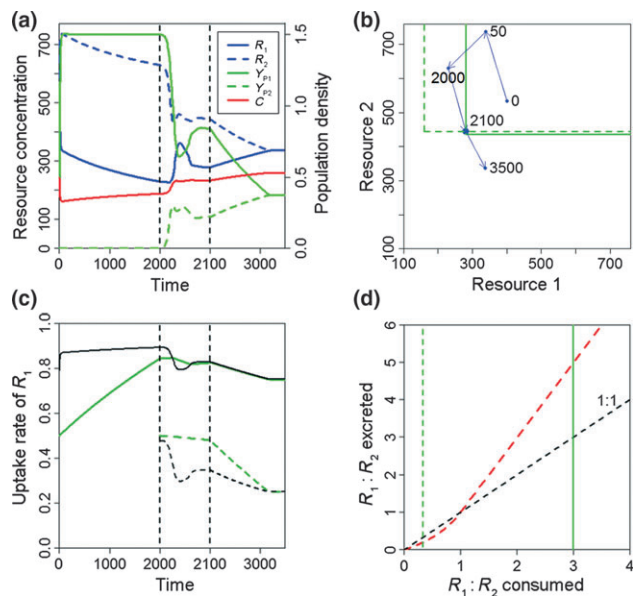 (a)
Resource concentration
0 100 300 500 700
0 1000 2000 2100 3000
Time
0.0 0.5 1.0 1.5
Population density
R1
R2
YP1
YP2
C
(b)
Resource 2
100 300 500 700
100 300 500 700
Resource 1
50
2000
0
2100
3500
(c)
Uptake rate of R1
0.0 0.2 0.4 0.6 0.8 1.0
0 1000 2000 2100 3000
Time
(d)
R1 : R2 excreted
0 1 2 3 4 5 6
0 1 2 3 4
R1 : R2 consumed
1:1